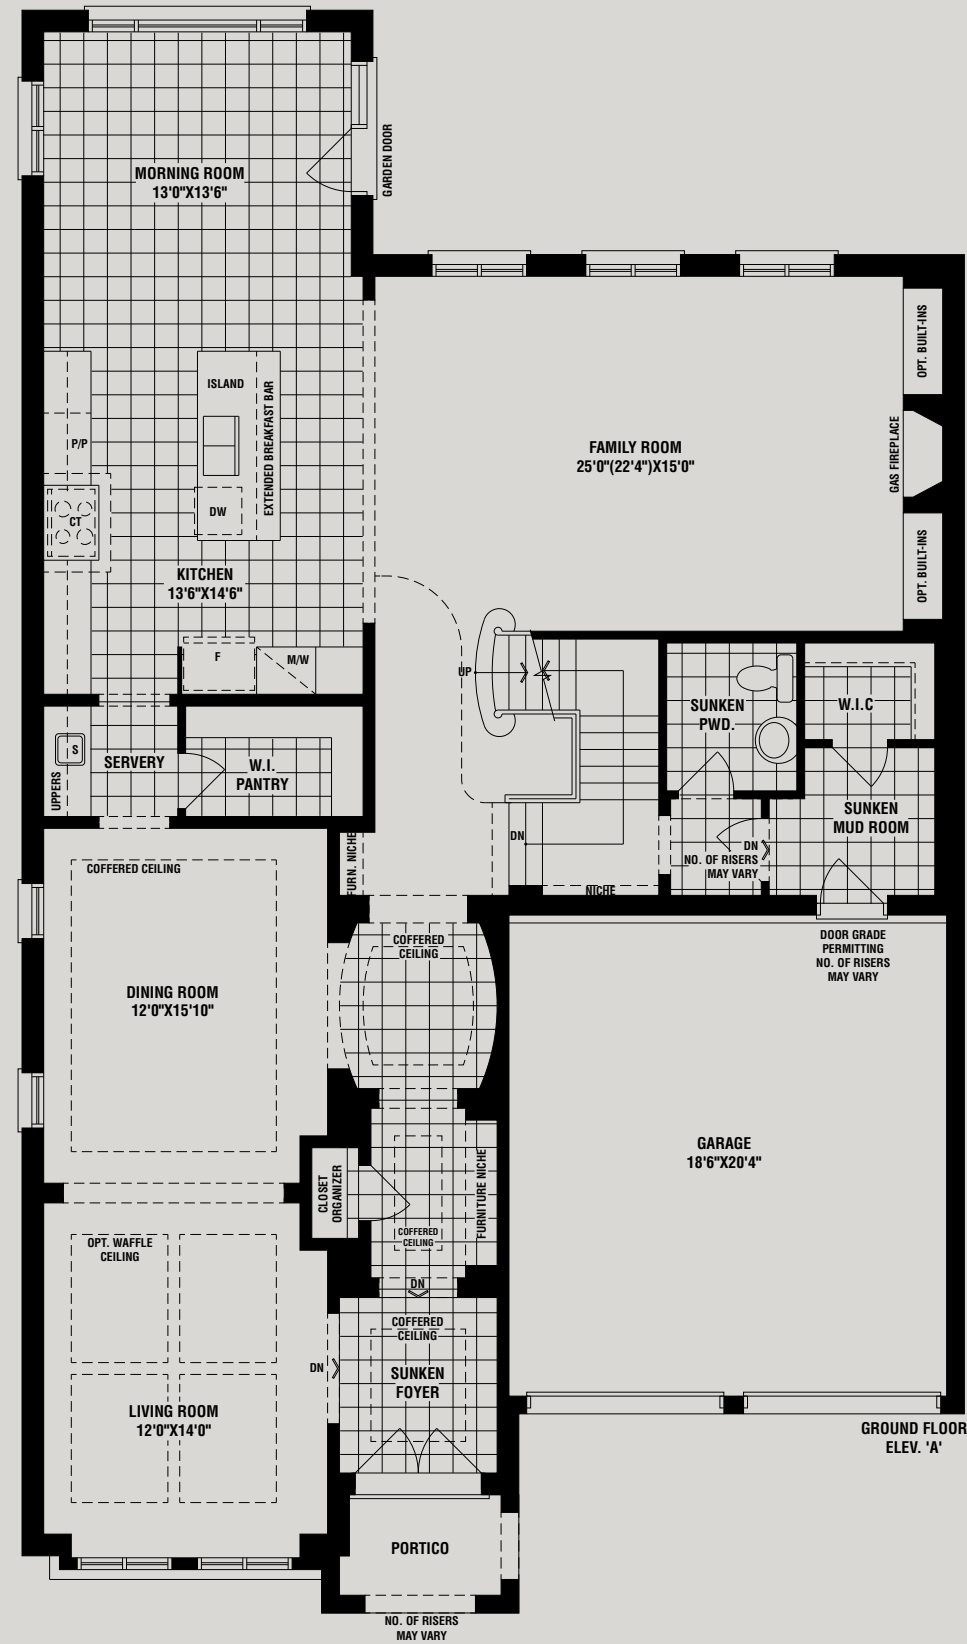 MORNING ROOM
13'0"X13'6"
GARDEN DOOR
ISLAND
EXTENDED BREAKFAST BAR
P/P
CT
DW
KITCHEN
13'6"X14'6"
F
M/W
FAMILY ROOM
25'0"(22'4")X15'0"
OPT. BUILT-INS
GAS FIREPLACE
OPT. BUILT-INS
UP
SUNKEN
PWD.
W.I.C
S
UPPERS
SERVERY
W.I.
PANTRY
SUNKEN
MUD ROOM
DN
DN
NO. OF RISERS
MAY VARY
FURN. NICHE
NICHE
COFFERED CEILING
COFFERED
CEILING
DOOR GRADE
PERMITTING
NO. OF RISERS
MAY VARY
DINING ROOM
12'0"X15'10"
GARAGE
18'6"X20'4"
CLOSET
ORGANIZER
FURNITURE NICHE
COFFERED
CEILING
OPT. WAFFLE
CEILING
DN
COFFERED
CEILING
DN
SUNKEN
FOYER
LIVING ROOM
12'0"X14'0"
GROUND FLOOR
ELEV. 'A'
PORTICO
NO. OF RISERS
MAY VARY